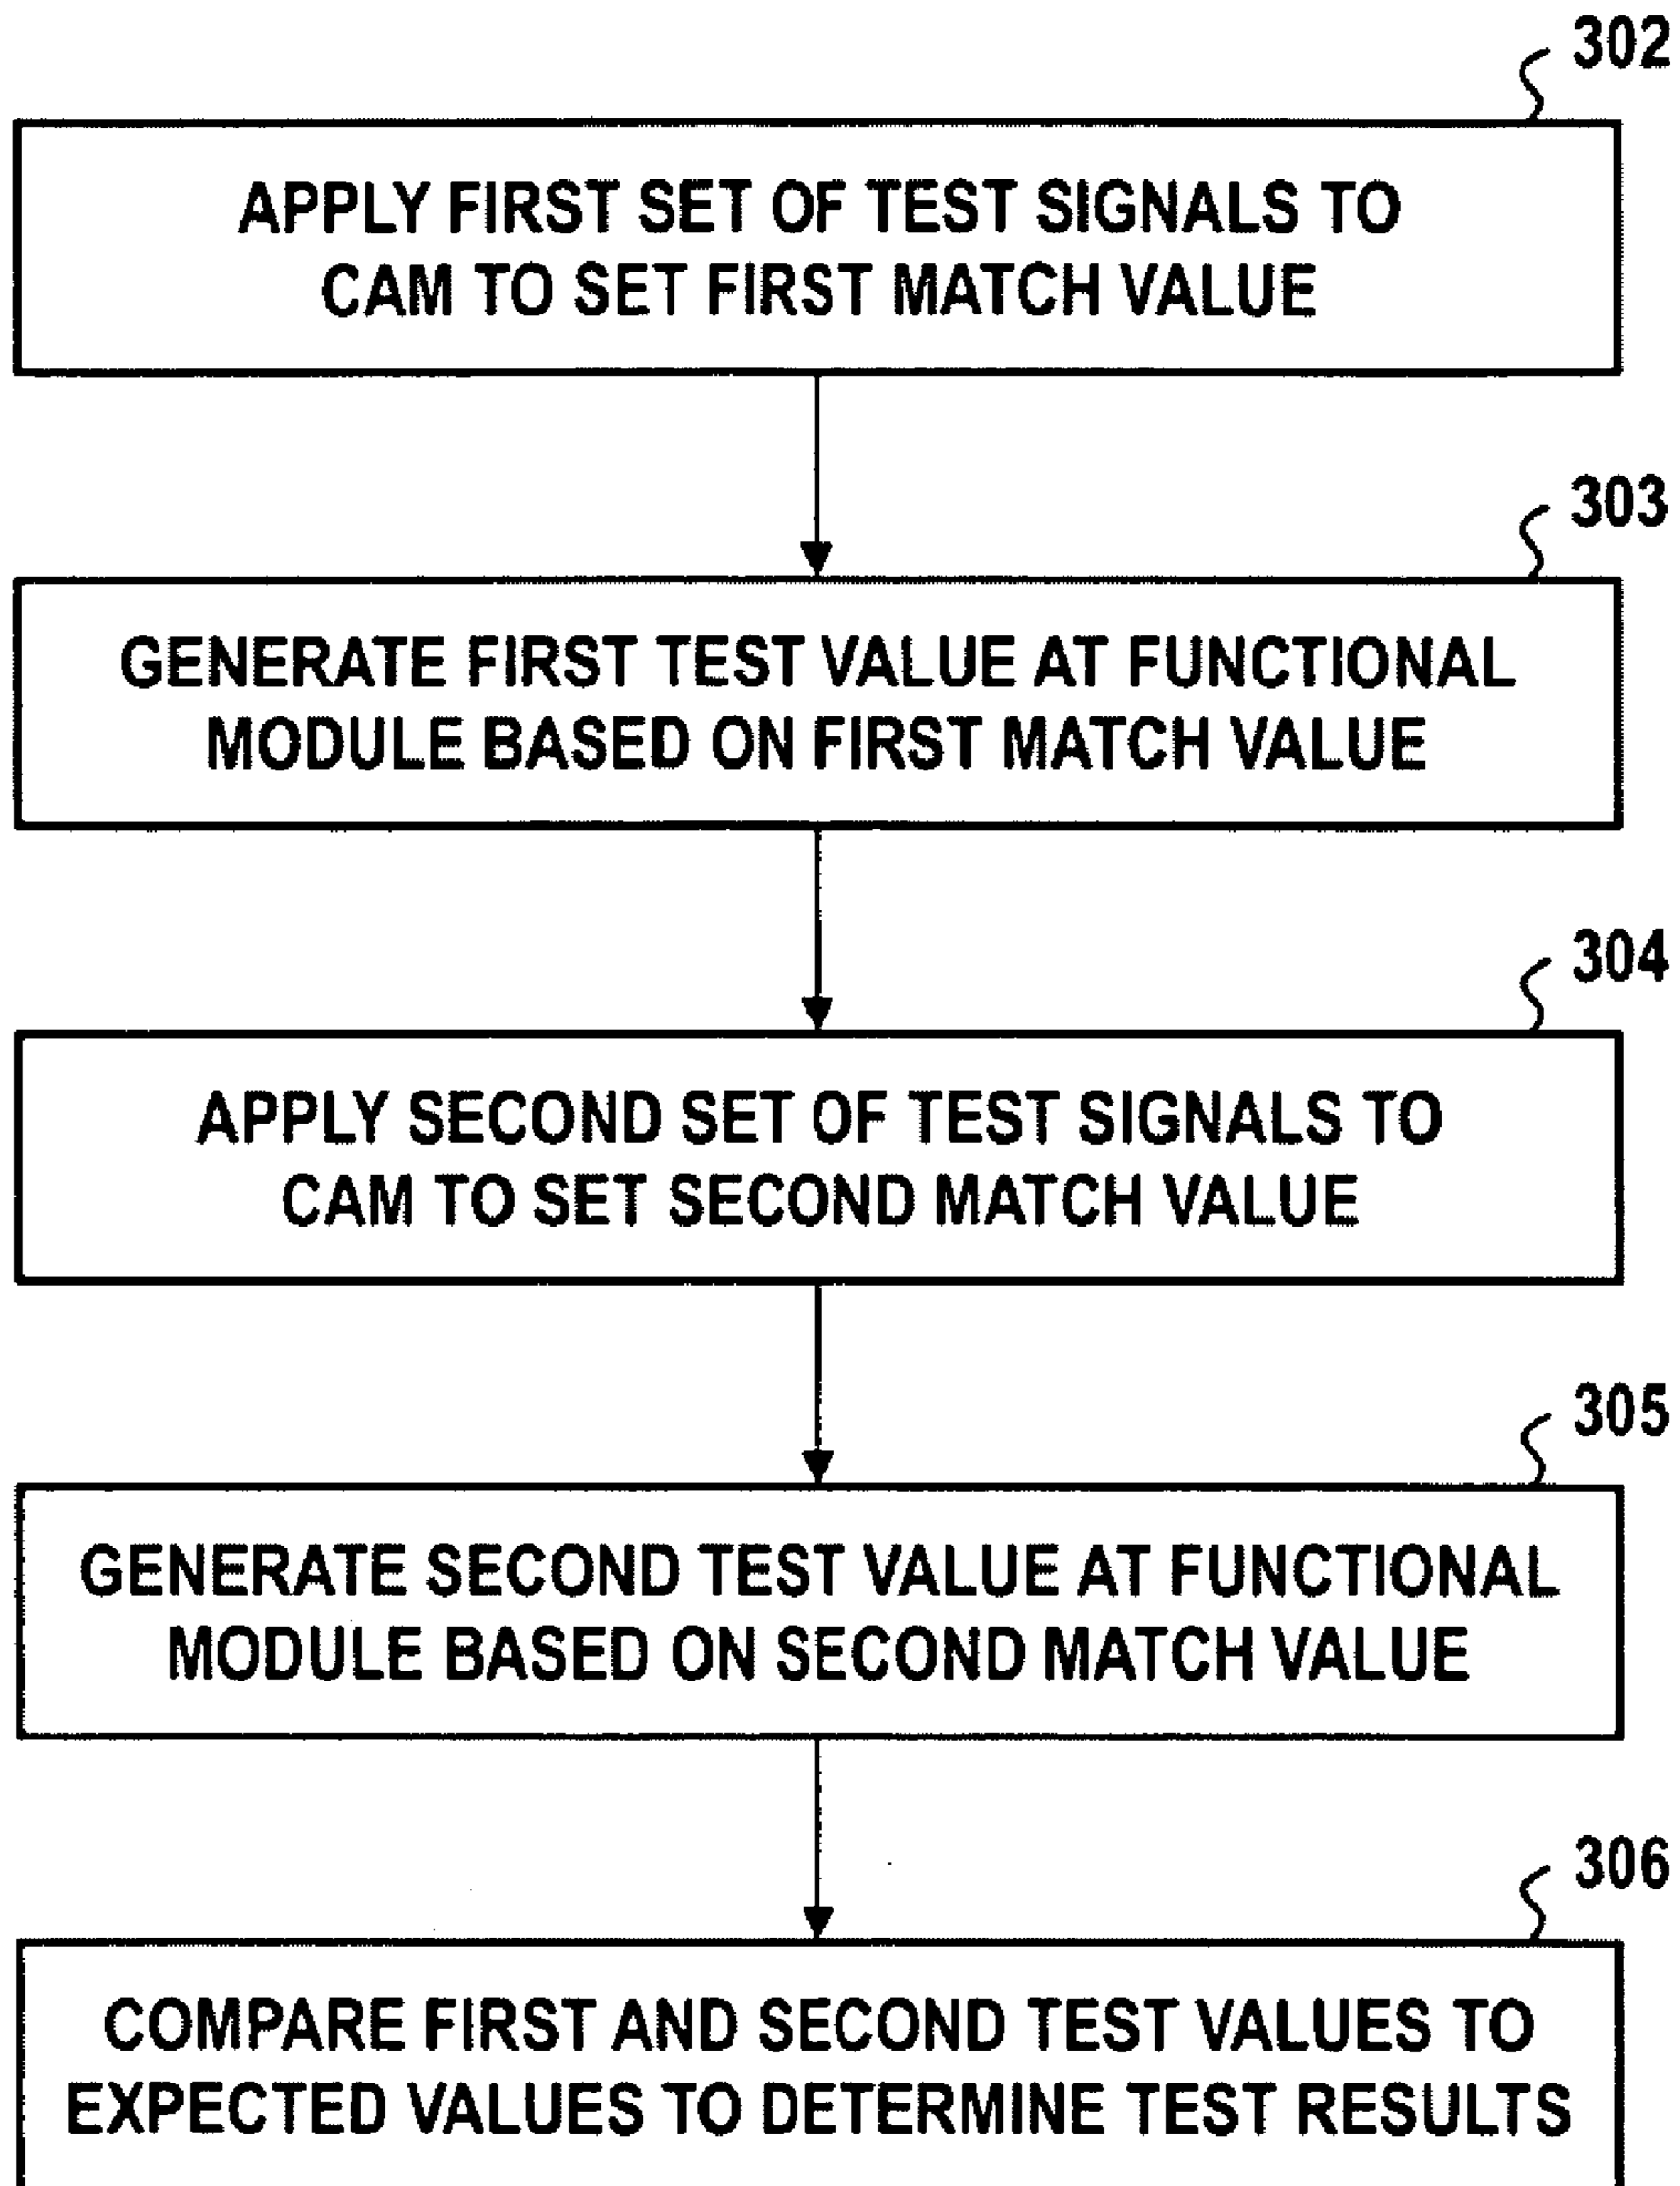 302
APPLY FIRST SET OF TEST SIGNALS TO
CAM TO SET FIRST MATCH VALUE
303
GENERATE FIRST TEST VALUE AT FUNCTIONAL
MODULE BASED ON FIRST MATCH VALUE
304
APPLY SECOND SET OF TEST SIGNALS TO
CAM TO SET SECOND MATCH VALUE
305
GENERATE SECOND TEST VALUE AT FUNCTIONAL
MODULE BASED ON SECOND MATCH VALUE
306
COMPARE FIRST AND SECOND TEST VALUES TO
EXPECTED VALUES TO DETERMINE TEST RESULTS